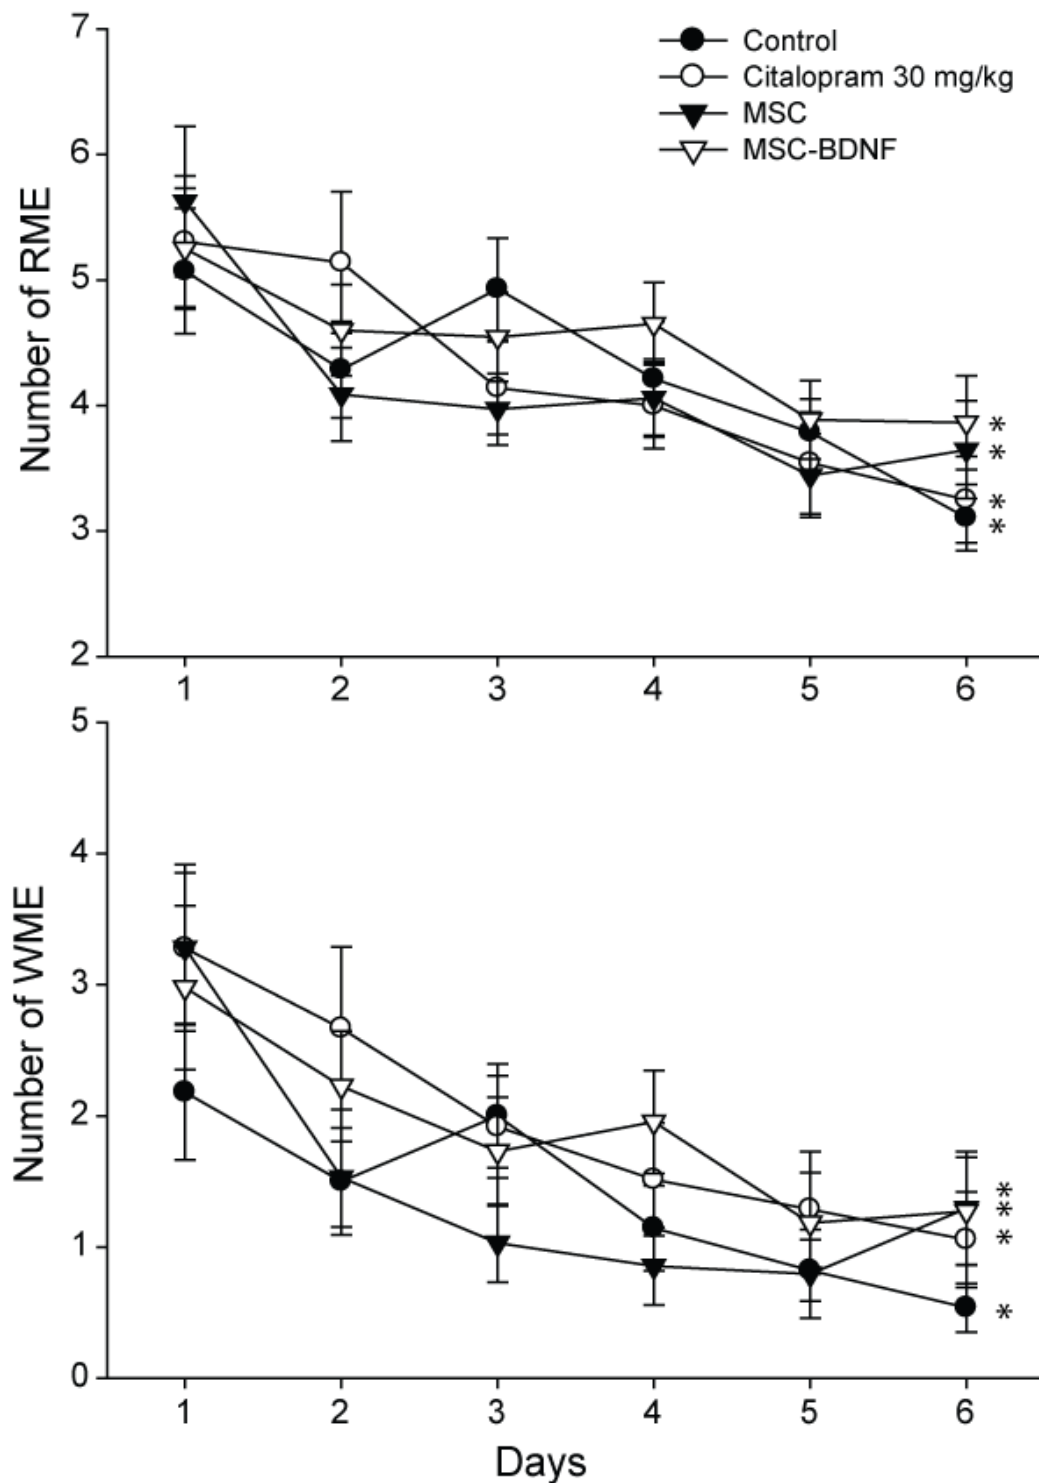 7
Control
Citalopram 30 mg/kg
MSC
MSC-BDNF
6
5
4
3
2
Number of RME
*
*
*
*
1 2 3 4 5 6
5
4
3
2
1
0
Number of WME
*
*
*
*
1 2 3 4 5 6
Days